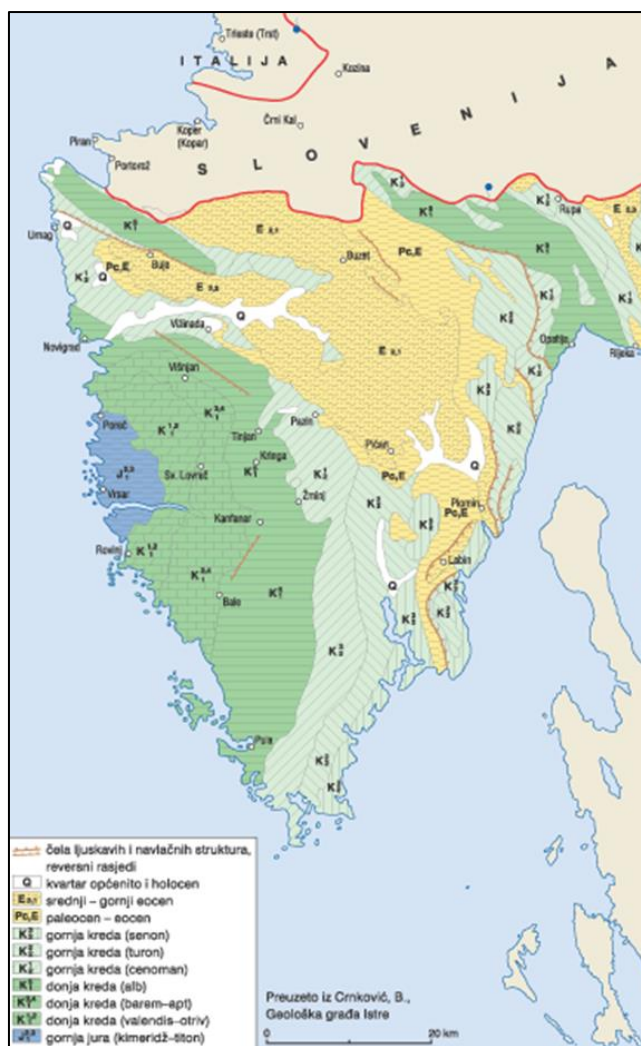 Trieste (Trst)
ITALIJA
Kozina
Koper
(Kopar)
Črni Kal
Piran
Portorož
SLOVENIJA
Umag
Buje
Buzet
Rupa
Vižinada
Novigrad
Opatija
Rijeka
Višnjan
Poreč
Tinjan
Pazin
Kringa
Pićan
Sv. Lovreč
Žminj
Vrsar
Kanfanar
Plomin
Rovinj
Labin
Bale
Pula
čela ljuskavih i navlačnih struktura,
reversni rasjedi
Q kvartar općenito i holocen
srednji – gornji eocen
Pc,E paleocen – eocen
gornja kreda (senon)
gornja kreda (turon)
gornja kreda (cenoman)
donja kreda (alb)
donja kreda (barem–apt)
donja kreda (valendis–otriv)
gornja jura (kimeridž–titon)
Preuzeto iz Crnković, B.,
Geološka građa Istre
0 20 km